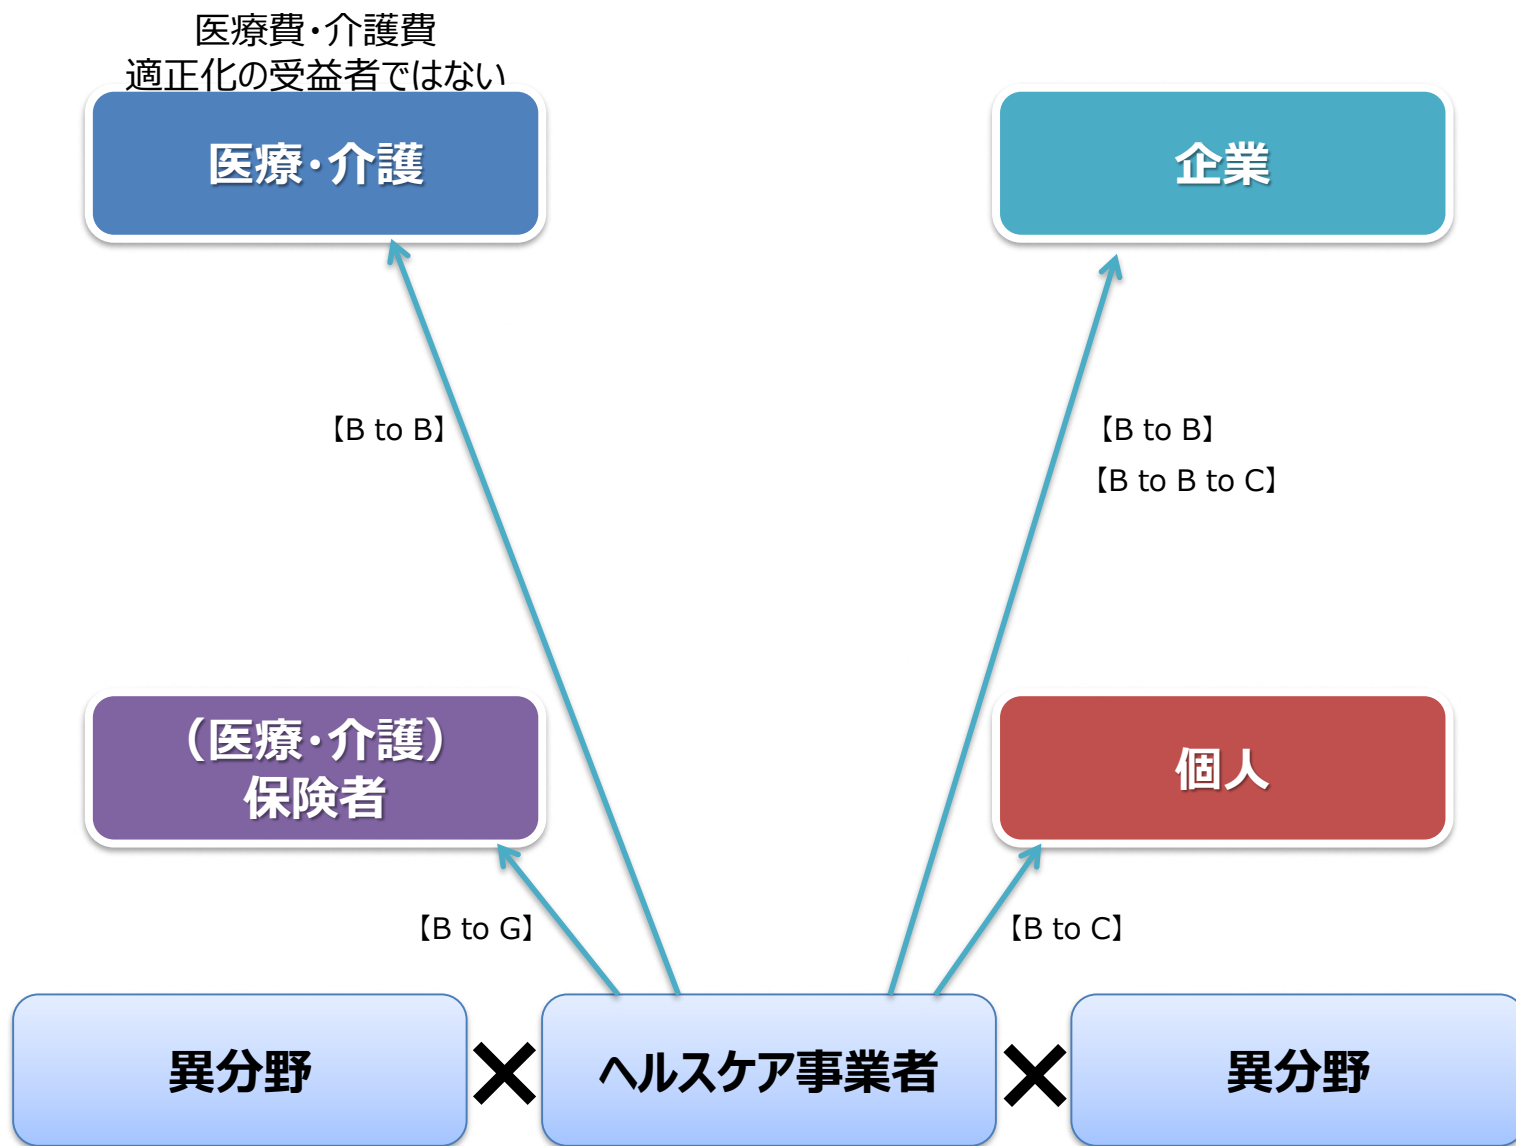 医療費・介護費
適正化の受益者ではない
医療・介護
企業
【B to B】
【B to B】
【B to B to C】
（医療・介護）
保険者
個人
【B to G】
【B to C】
異分野
ヘルスケア事業者
異分野